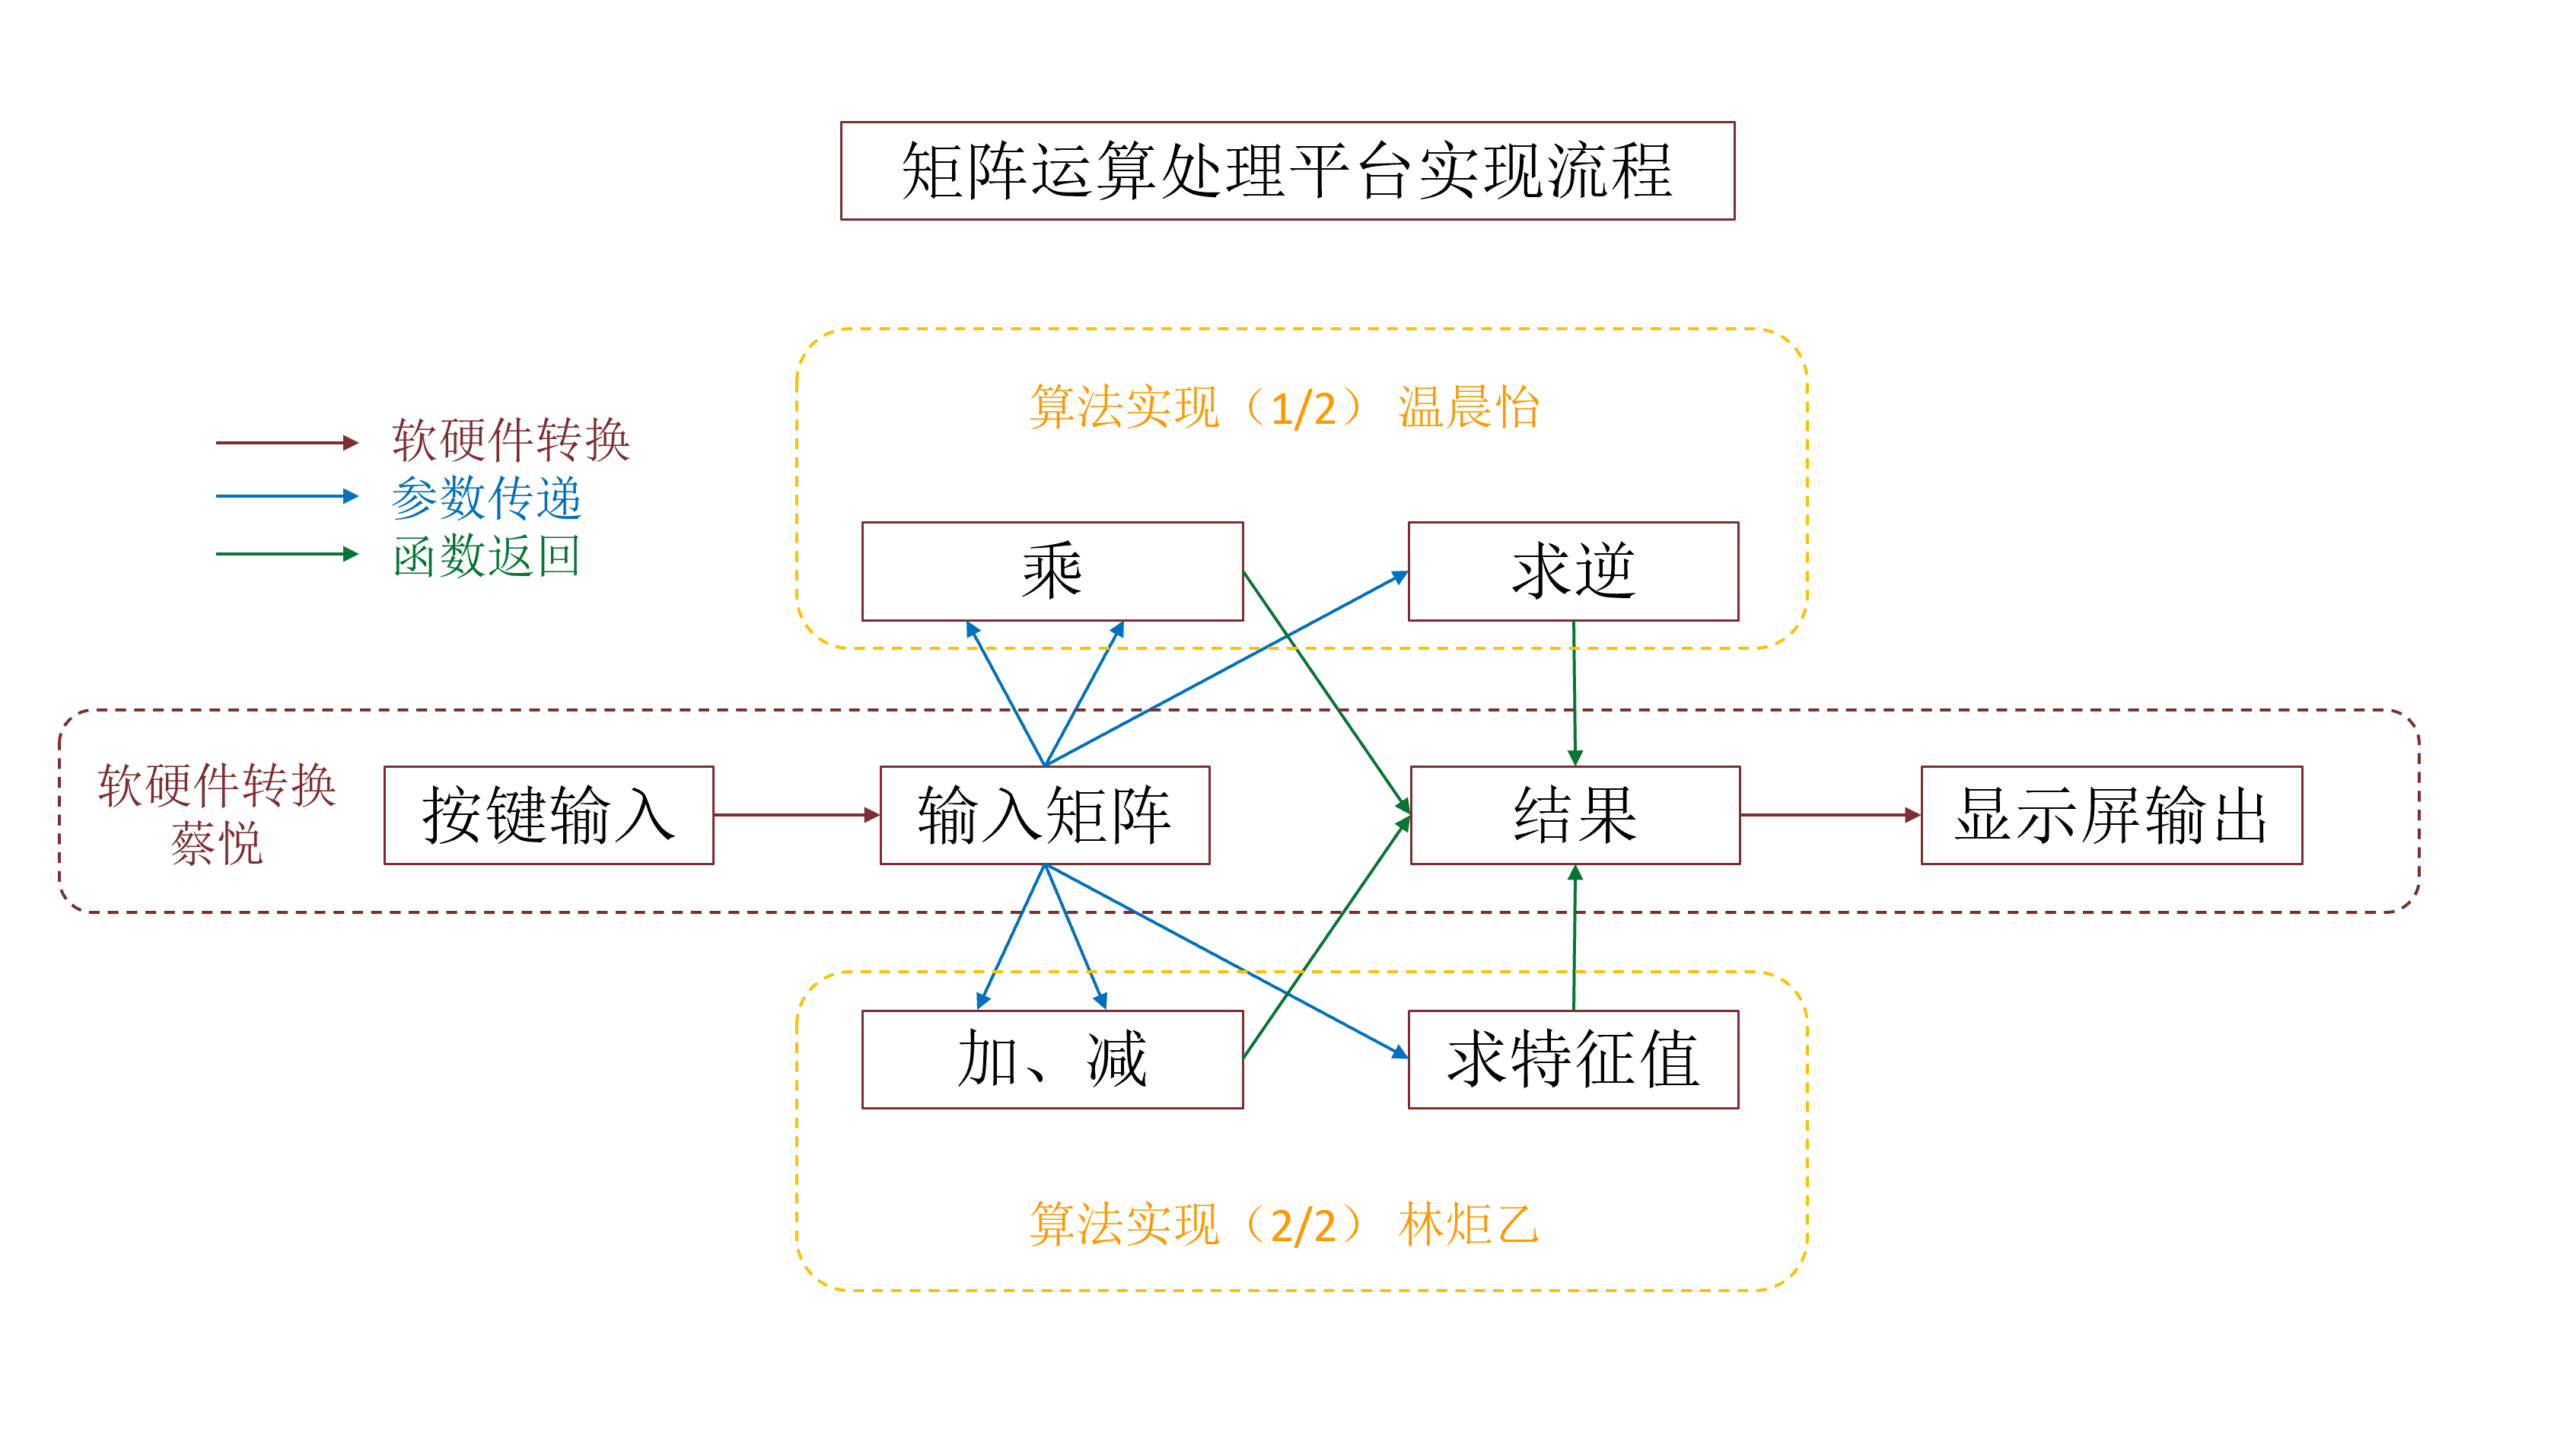 矩阵运算处理平台实现流程
软硬件转换
参数传递
函数返回
算法实现（1/2） 温晨怡
乘
求逆
软硬件转换
蔡悦
按键输入
输入矩阵
结果
显示屏输出
加、减
求特征值
算法实现（2/2） 林炬乙